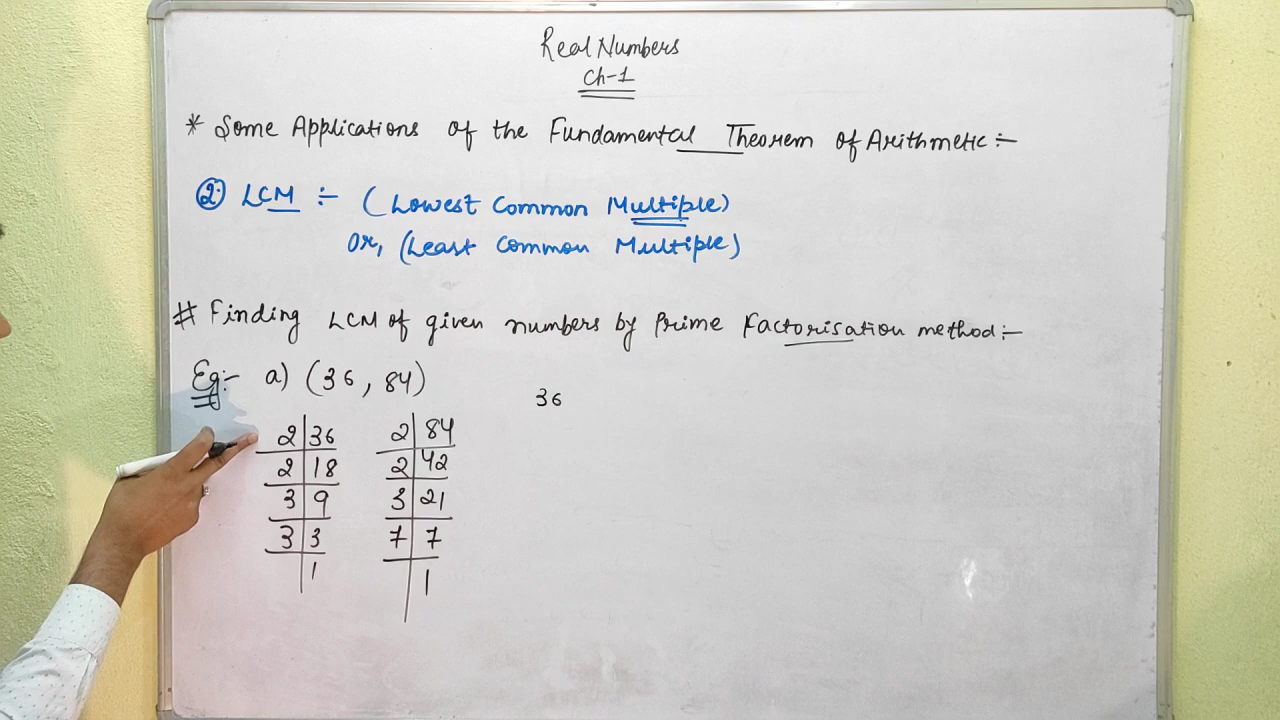 Real Numbers
Ch-1
* Some Applications of the Fundamental Theorem of Arithmetic :-
2. LCM :- (Lowest Common Multiple)
Or, (Least Common Multiple)
# Finding LCM of given numbers by Prime Factorisation method :-
Eg:- a) (36, 84)
36
2 | 36 2 | 84
2 | 18 2 | 42
3 | 9 3 | 21
3 | 3 7 | 7
| 1 | 1